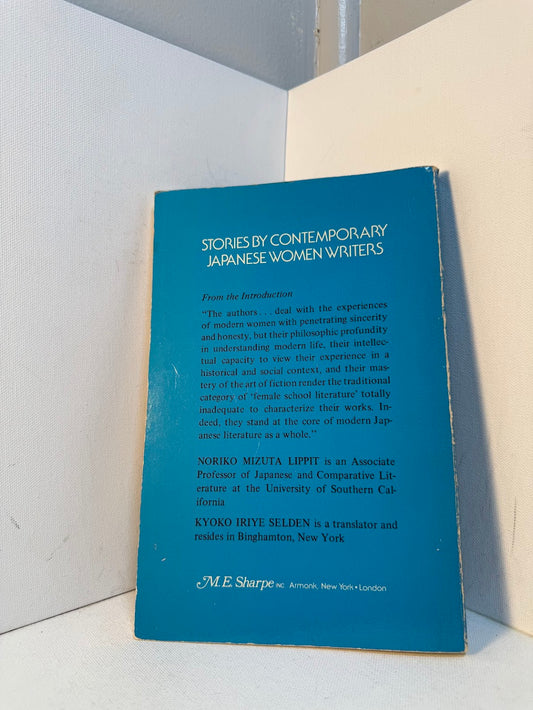 STORIES BY CONTEMPORARY
JAPANESE WOMEN WRITERS
From the Introduction
"The authors . . . deal with the experiences
of modern women with penetrating sincerity
and honesty, but their philosophic profundity
in understanding modern life, their intellec-
tual capacity to view their experience in a
historical and social context, and their mas-
tery of the art of fiction render the traditional
category of 'female school literature' totally
inadequate to characterize their works. In-
deed, they stand at the core of modern Jap-
anese literature as a whole."
NORIKO MIZUTA LIPPIT is an Associate
Professor of Japanese and Comparative Lit-
erature at the University of Southern Cal-
ifornia
KYOKO IRIYE SELDEN is a translator and
resides in Binghamton, New York
M. E. Sharpe INC. Armonk, New York • London